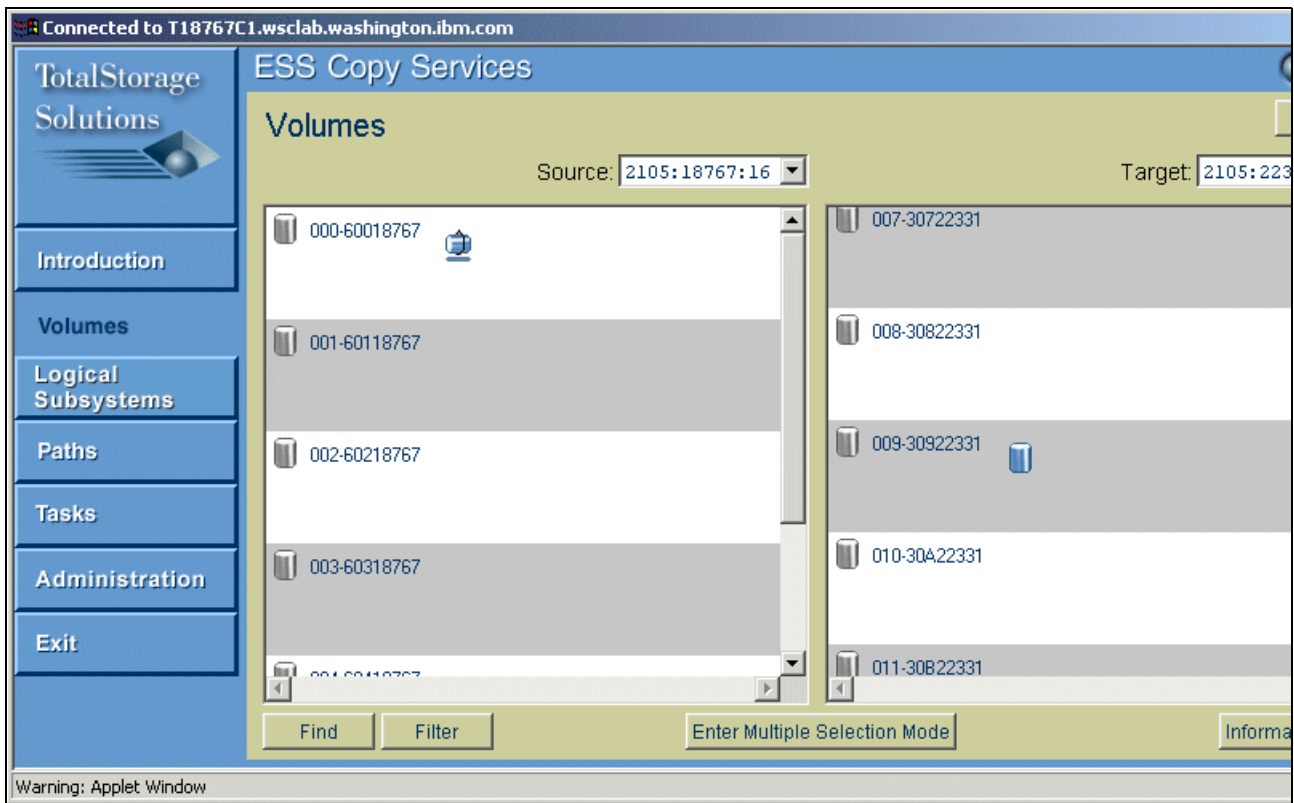 Connected to T18767C1.wsclab.washington.ibm.com
TotalStorage
Solutions
ESS Copy Services
Volumes
Source: 2105:18767:16
Target: 2105:223
Introduction
Volumes
Logical
Subsystems
Paths
Tasks
Administration
Exit
000-60018767
001-60118767
002-60218767
003-60318767
007-30722331
008-30822331
009-30922331
010-30A22331
011-30B22331
Find
Filter
Enter Multiple Selection Mode
Informa
Warning: Applet Window